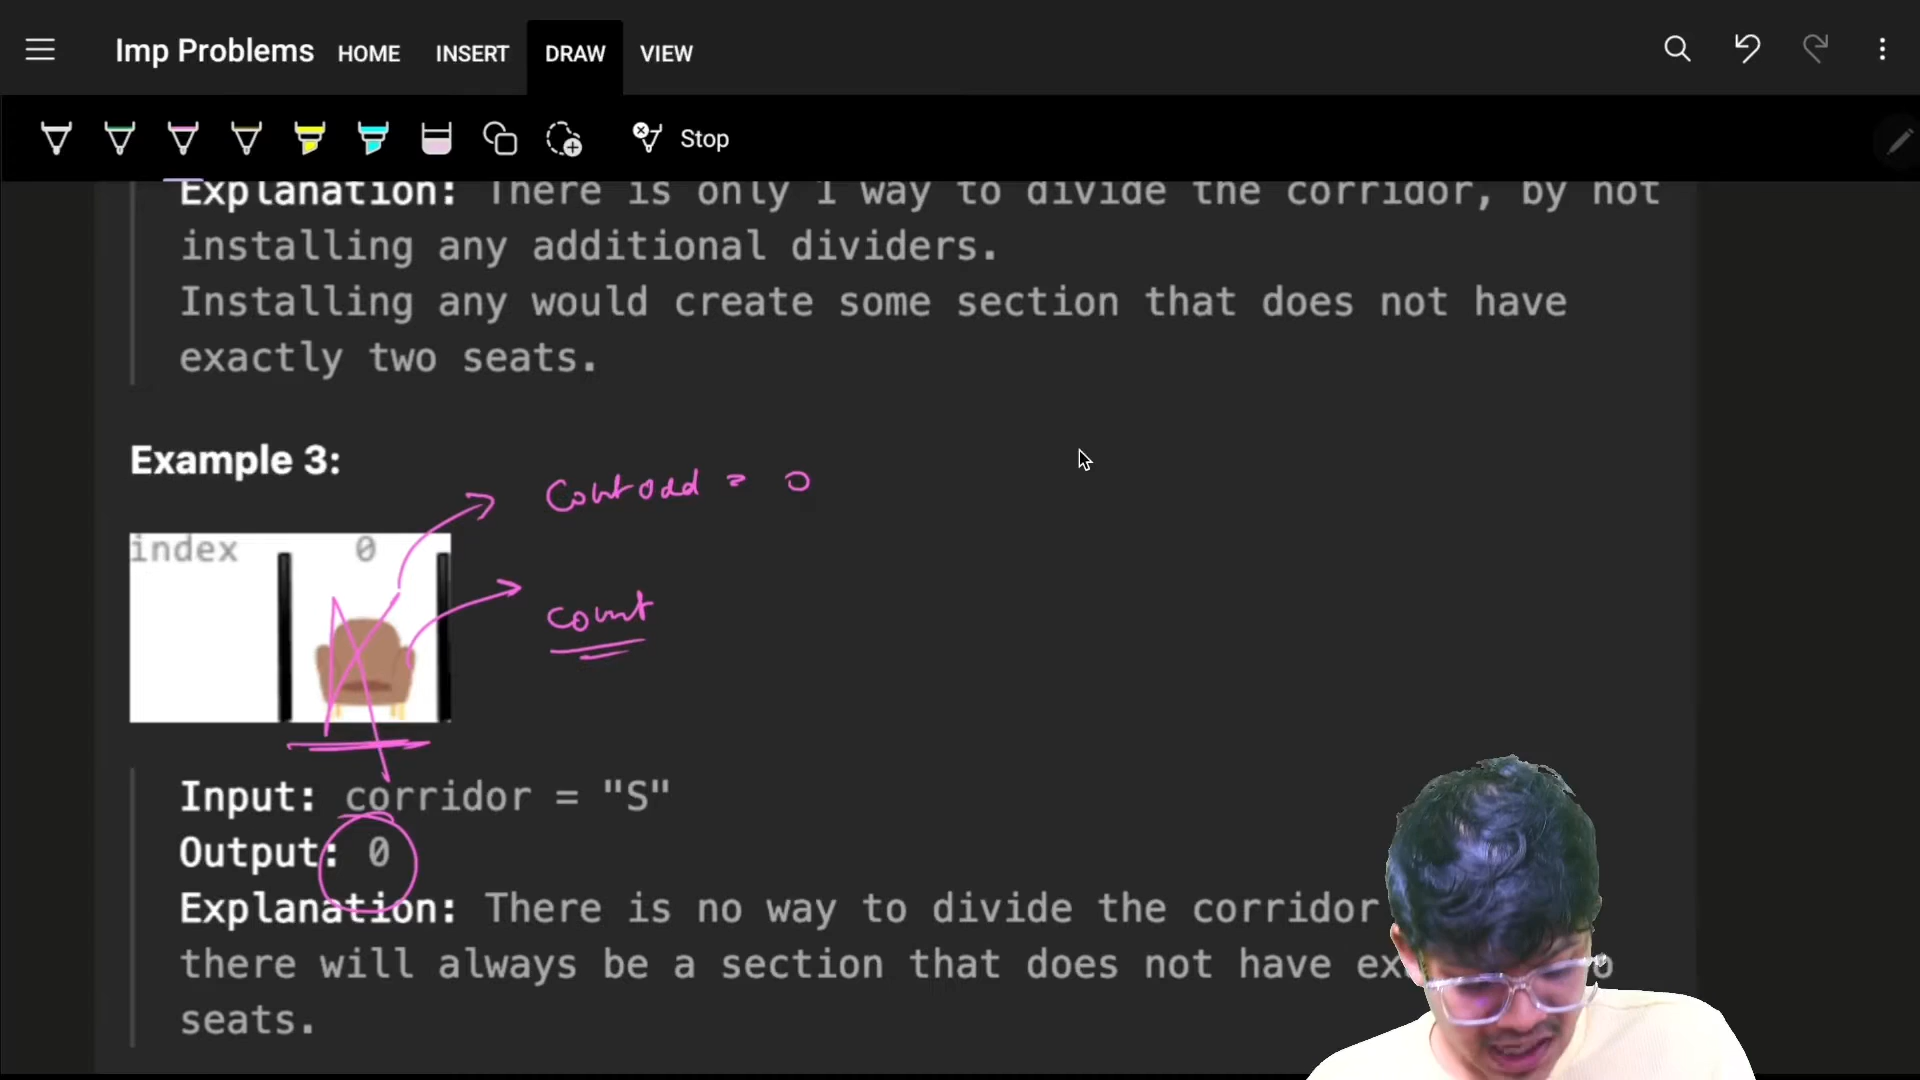 Imp Problems HOME INSERT DRAW VIEW
Stop
Explanation: There is only 1 way to divide the corridor, by not
installing any additional dividers.
Installing any would create some section that does not have
exactly two seats.
Example 3:
Count odd = 0
index 0
count
Input: corridor = "S"
Output: 0
Explanation: There is no way to divide the corridor
there will always be a section that does not have
seats.